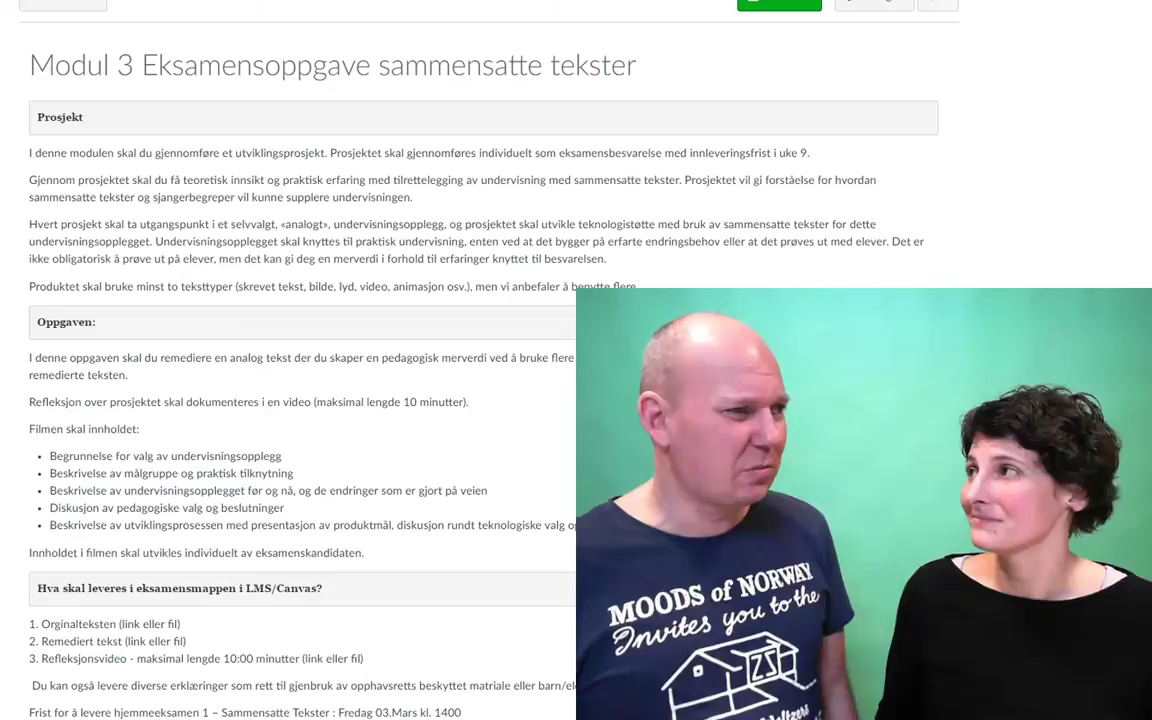 Modul 3 Eksamensoppgave sammensatte tekster
Prosjekt
I denne modulen skal du gjennomføre et utviklingsprosjekt. Prosjektet skal gjennomføres individuelt som eksamensbesvarelse med innleveringsfrist i uke 9.
Gjennom prosjektet skal du få teoretisk innsikt og praktisk erfaring med tilrettelegging av undervisning med sammensatte tekster. Prosjektet vil gi forståelse for hvordan
sammensatte tekster og sjangerbegreper vil kunne supplere undervisningen.
Hvert prosjekt skal ta utgangspunkt i et selvvalgt, «analogt», undervisningsopplegg, og prosjektet skal utvikle teknologistøtte med bruk av sammensatte tekster for dette
undervisningsopplegget. Undervisningsopplegget skal knyttes til praktisk undervisning, enten ved at det bygger på erfarte endringsbehov eller at det prøves ut med elever. Det er
ikke obligatorisk å prøve ut på elever, men det kan gi deg en merverdi i forhold til erfaringer knyttet til besvarelsen.
Produktet skal bruke minst to teksttyper (skrevet tekst, bilde, lyd, video, animasjon osv.), men vi anbefaler å benytte flere
Oppgaven:
I denne oppgaven skal du remediere en analog tekst der du skaper en pedagogisk merverdi ved å bruke flere
remedierte teksten.
Refleksjon over prosjektet skal dokumenteres i en video (maksimal lengde 10 minutter).
Filmen skal innholdet:
• Begrunnelse for valg av undervisningsopplegg
• Beskrivelse av målgruppe og praktisk tilknytning
• Beskrivelse av undervisningsopplegget før og nå, og de endringer som er gjort på veien
• Diskusjon av pedagogiske valg og beslutninger
• Beskrivelse av utviklingsprosessen med presentasjon av produktmål, diskusjon rundt teknologiske valg
Innholdet i filmen skal utvikles individuelt av eksamenskandidaten.
Hva skal leveres i eksamensmappen i LMS/Canvas?
1. Orginalteksten (link eller fil)
2. Remediert tekst (link eller fil)
3. Refleksjonsvideo - maksimal lengde 10:00 minutter (link eller fil)
Du kan også levere diverse erklæringer som rett til gjenbruk av opphavsretts beskyttet matriale eller
Frist for å levere hjemmeeksamen 1 – Sammensatte Tekster : Fredag 03.Mars kl. 1400
MOODS of NORWAY
Invites you to the
ZS